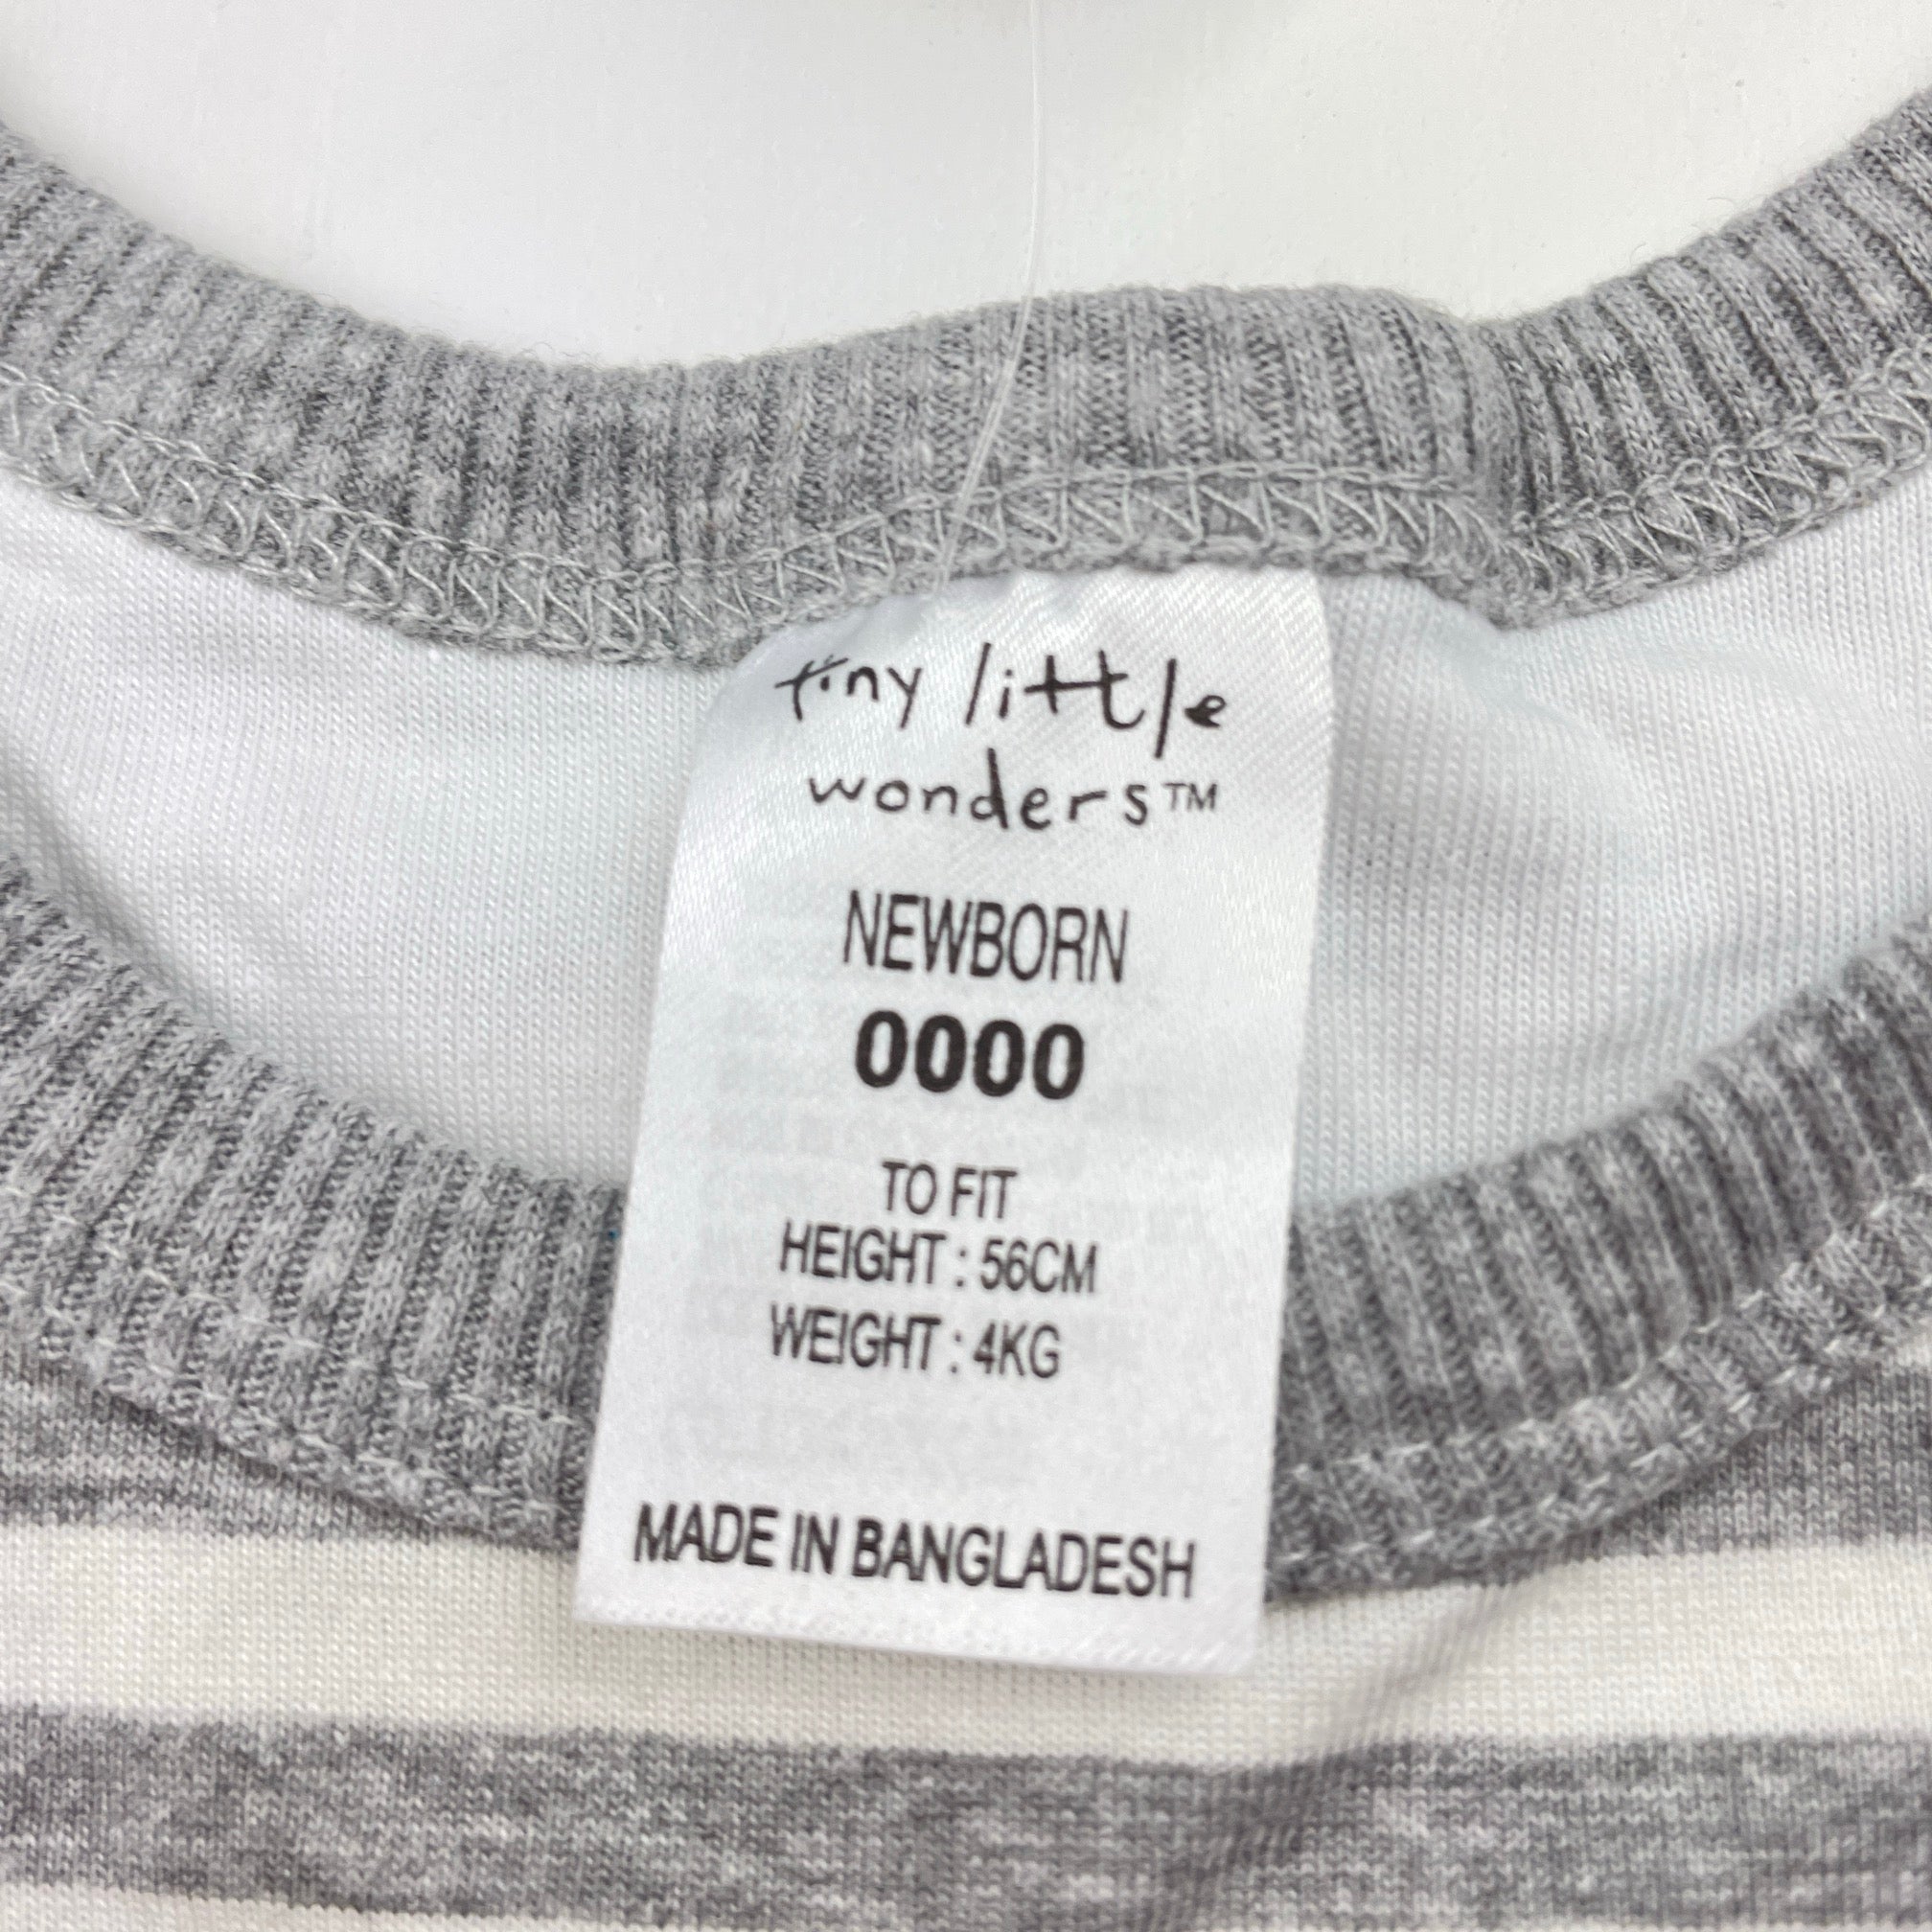 tiny little
wonders™
NEWBORN
0000
TO FIT
HEIGHT : 56CM
WEIGHT : 4KG
MADE IN BANGLADESH